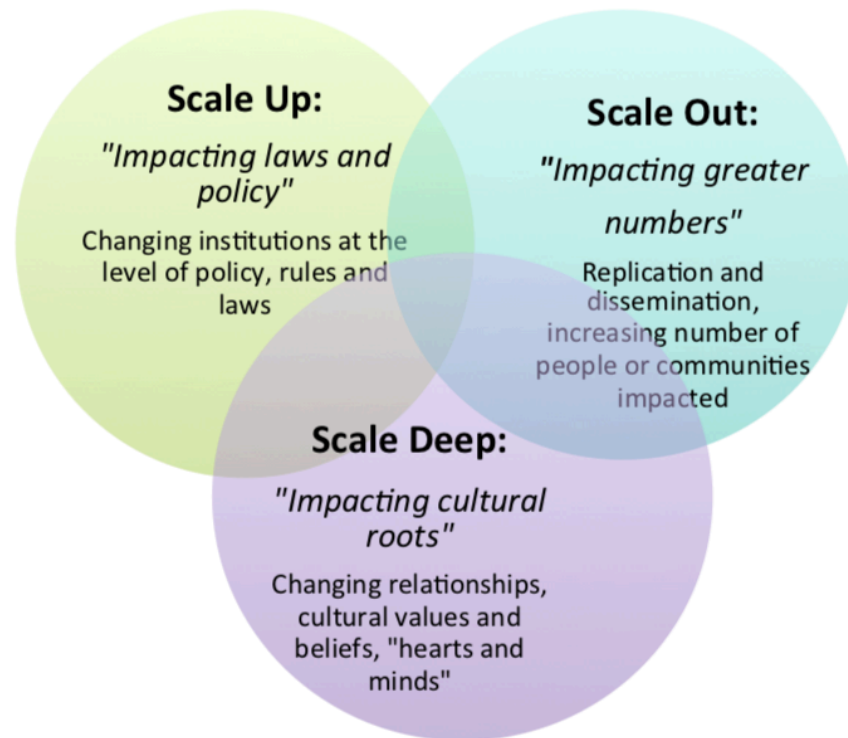 Scale Up:
"Impacting laws and
policy"
Changing institutions at the
level of policy, rules and
laws
Scale Out:
"Impacting greater
numbers"
Replication and
dissemination,
increasing number of
people or communities
impacted
Scale Deep:
"Impacting cultural
roots"
Changing relationships,
cultural values and
beliefs, "hearts and
minds"